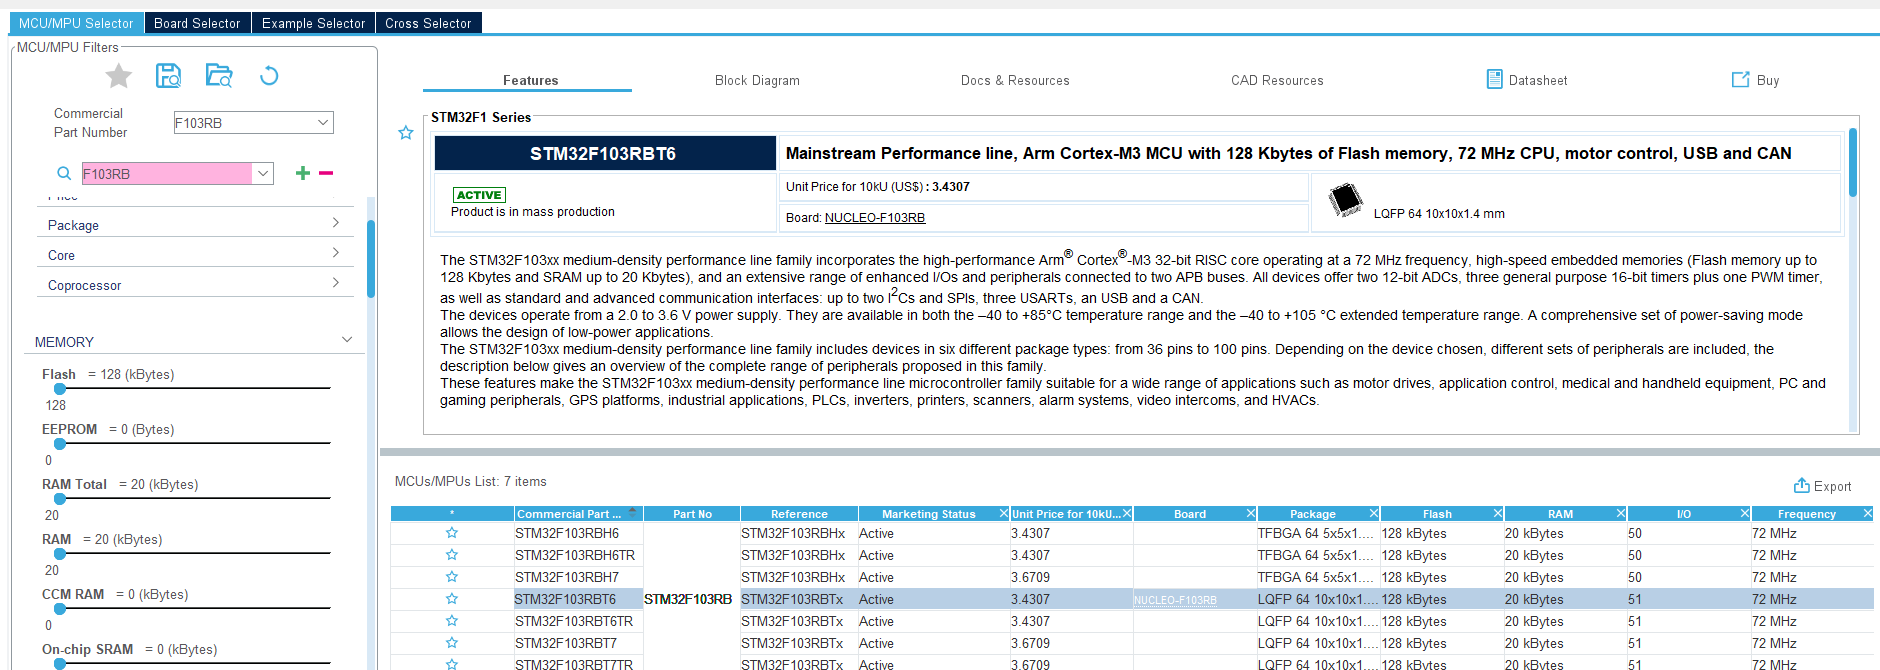 MCU/MPU Selector
Board Selector
Example Selector
Cross Selector
MCU/MPU Filters
Commercial
Part Number
F103RB
F103RB
Price
Package
Core
Coprocessor
MEMORY
Flash = 128 (kBytes)
128
EEPROM = 0 (Bytes)
0
RAM Total = 20 (kBytes)
20
RAM = 20 (kBytes)
20
CCM RAM = 0 (kBytes)
0
On-chip SRAM = 0 (kBytes)
Features
Block Diagram
Docs & Resources
CAD Resources
Datasheet
Buy
STM32F1 Series
STM32F103RBT6
Mainstream Performance line, Arm Cortex-M3 MCU with 128 Kbytes of Flash memory, 72 MHz CPU, motor control, USB and CAN
ACTIVE
Product is in mass production
Unit Price for 10kU (US$) : 3.4307
Board: NUCLEO-F103RB
LQFP 64 10x10x1.4 mm
The STM32F103xx medium-density performance line family incorporates the high-performance Arm® Cortex®-M3 32-bit RISC core operating at a 72 MHz frequency, high-speed embedded memories (Flash memory up to
128 Kbytes and SRAM up to 20 Kbytes), and an extensive range of enhanced I/Os and peripherals connected to two APB buses. All devices offer two 12-bit ADCs, three general purpose 16-bit timers plus one PWM timer,
as well as standard and advanced communication interfaces: up to two I²Cs and SPIs, three USARTs, an USB and a CAN.
The devices operate from a 2.0 to 3.6 V power supply. They are available in both the –40 to +85°C temperature range and the –40 to +105 °C extended temperature range. A comprehensive set of power-saving mode
allows the design of low-power applications.
The STM32F103xx medium-density performance line family includes devices in six different package types: from 36 pins to 100 pins. Depending on the device chosen, different sets of peripherals are included, the
description below gives an overview of the complete range of peripherals proposed in this family.
These features make the STM32F103xx medium-density performance line microcontroller family suitable for a wide range of applications such as motor drives, application control, medical and handheld equipment, PC and
gaming peripherals, GPS platforms, industrial applications, PLCs, inverters, printers, scanners, alarm systems, video intercoms, and HVACs.
MCUs/MPUs List: 7 items
Export
* Commercial Part ... Part No Reference Marketing Status Unit Price for 10kU... Board Package Flash RAM I/O Frequency
STM32F103RBH6 STM32F103RBHx Active 3.4307 TFBGA 64 5x5x1.... 128 kBytes 20 kBytes 50 72 MHz
STM32F103RBH6TR STM32F103RBHx Active 3.4307 TFBGA 64 5x5x1.... 128 kBytes 20 kBytes 50 72 MHz
STM32F103RBH7 STM32F103RBHx Active 3.6709 TFBGA 64 5x5x1.... 128 kBytes 20 kBytes 50 72 MHz
STM32F103RBT6 STM32F103RB STM32F103RBTx Active 3.4307 NUCLEO-F103RB LQFP 64 10x10x1.... 128 kBytes 20 kBytes 51 72 MHz
STM32F103RBT6TR STM32F103RBTx Active 3.4307 LQFP 64 10x10x1.... 128 kBytes 20 kBytes 51 72 MHz
STM32F103RBT7 STM32F103RBTx Active 3.6709 LQFP 64 10x10x1.... 128 kBytes 20 kBytes 51 72 MHz
STM32F103RBT7TR STM32F103RBTx Active 3.6709 LQFP 64 10x10x1.... 128 kBytes 20 kBytes 51 72 MHz